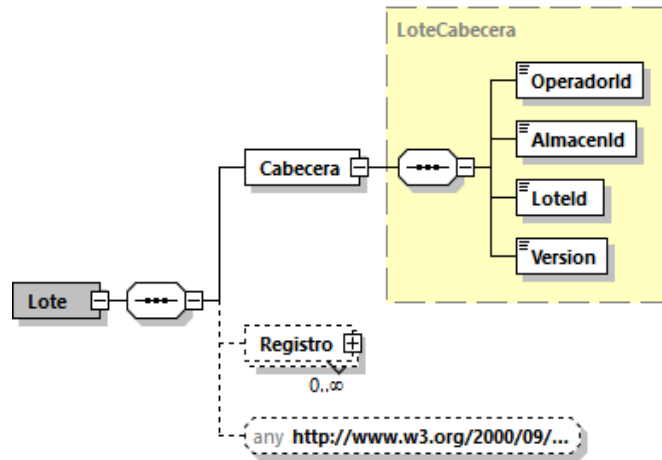 LoteCabecera
OperadorId
AlmacenId
Cabecera
LoteId
Version
Lote
Registro
0..∞
any http://www.w3.org/2000/09/...